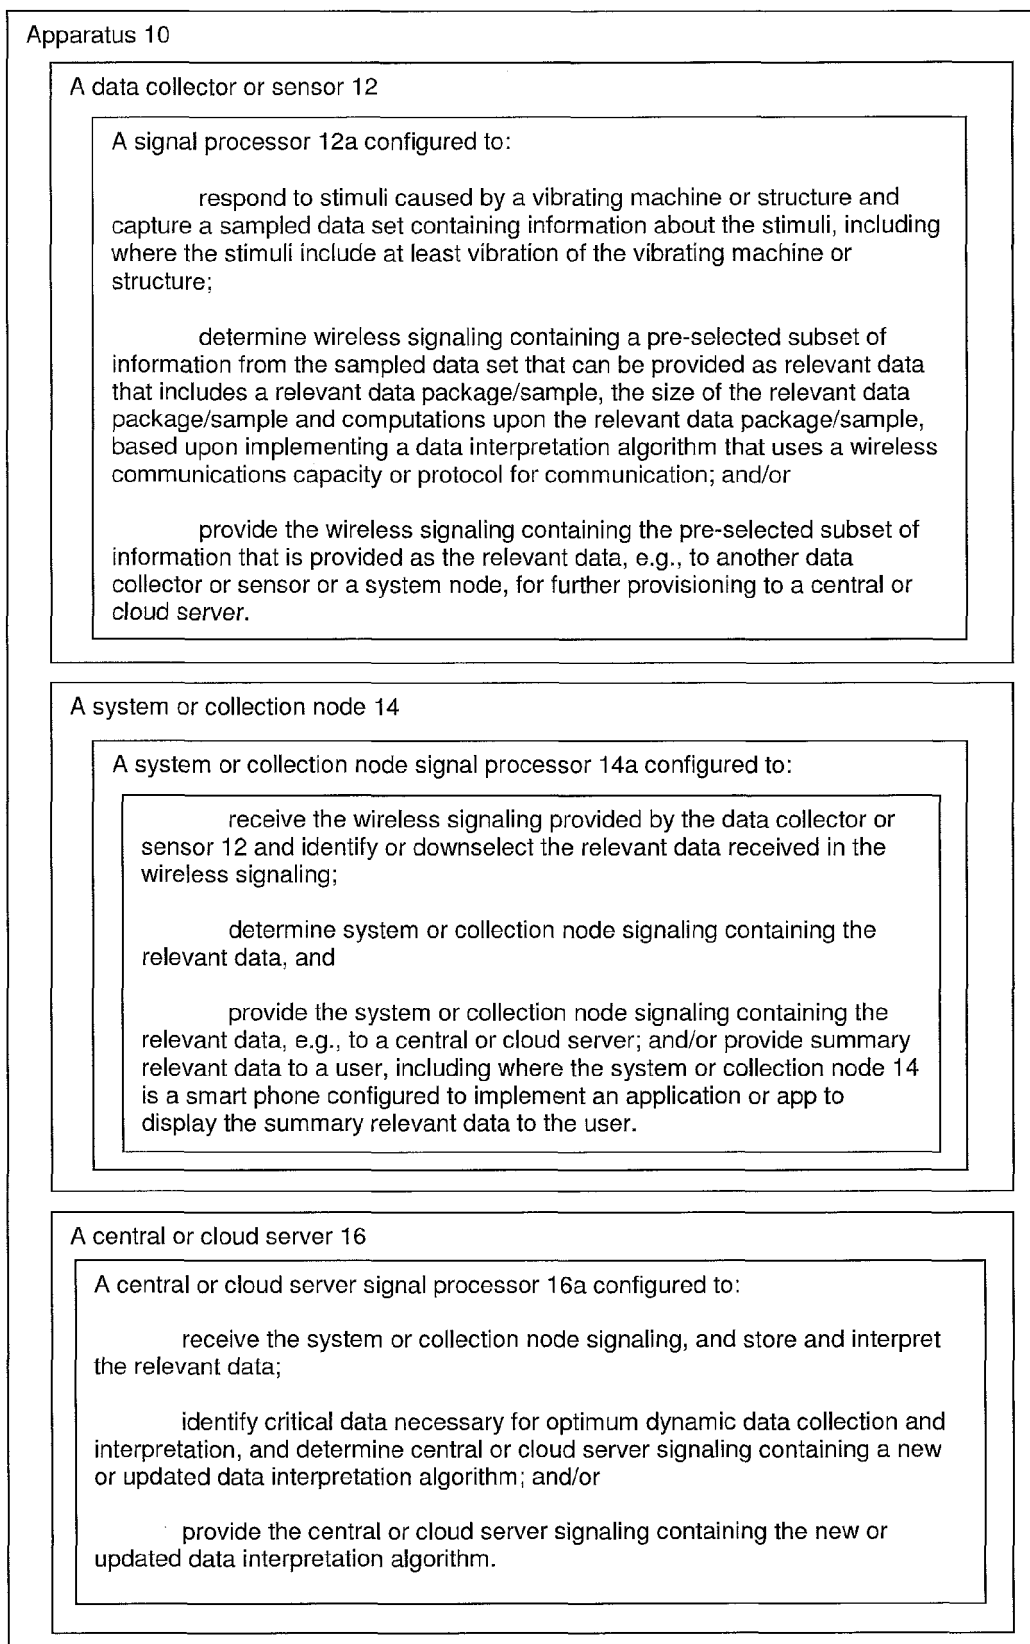 Apparatus 10
A data collector or sensor 12
A signal processor 12a configured to:
respond to stimuli caused by a vibrating machine or structure and
capture a sampled data set containing information about the stimuli, including
where the stimuli include at least vibration of the vibrating machine or
structure;
determine wireless signaling containing a pre-selected subset of
information from the sampled data set that can be provided as relevant data
that includes a relevant data package/sample, the size of the relevant data
package/sample and computations upon the relevant data package/sample,
based upon implementing a data interpretation algorithm that uses a wireless
communications capacity or protocol for communication; and/or
provide the wireless signaling containing the pre-selected subset of
information that is provided as the relevant data, e.g., to another data
collector or sensor or a system node, for further provisioning to a central or
cloud server.
A system or collection node 14
A system or collection node signal processor 14a configured to:
receive the wireless signaling provided by the data collector or
sensor 12 and identify or downselect the relevant data received in the
wireless signaling;
determine system or collection node signaling containing the
relevant data, and
provide the system or collection node signaling containing the
relevant data, e.g., to a central or cloud server; and/or provide summary
relevant data to a user, including where the system or collection node 14
is a smart phone configured to implement an application or app to
display the summary relevant data to the user.
A central or cloud server 16
A central or cloud server signal processor 16a configured to:
receive the system or collection node signaling, and store and interpret
the relevant data;
identify critical data necessary for optimum dynamic data collection and
interpretation, and determine central or cloud server signaling containing a new
or updated data interpretation algorithm; and/or
provide the central or cloud server signaling containing the new or
updated data interpretation algorithm.